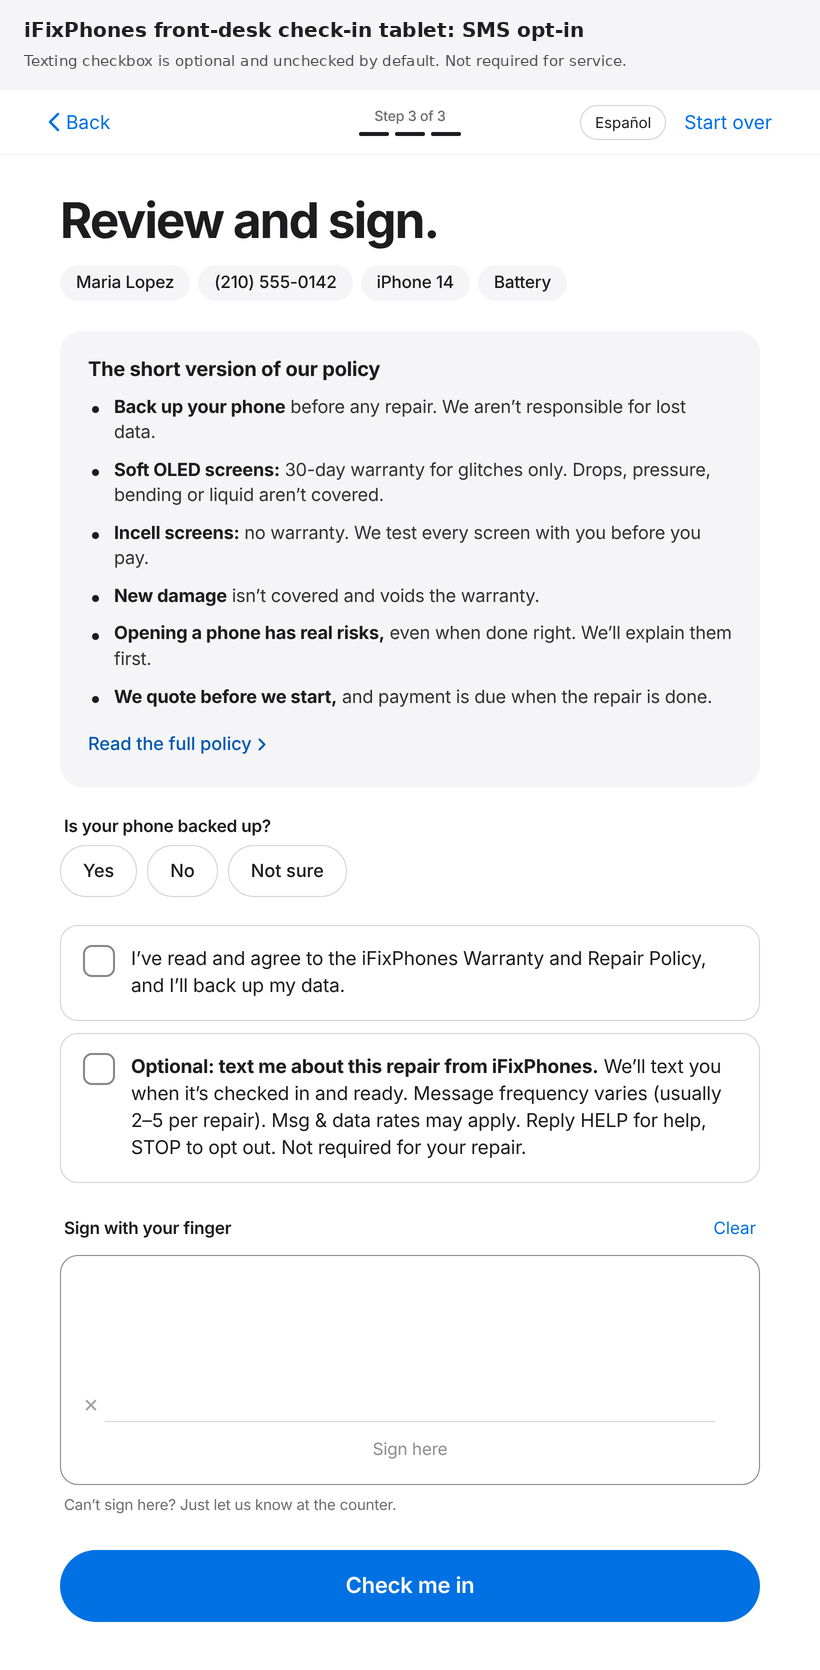 iFixPhones front-desk check-in tablet: SMS opt-in
Texting checkbox is optional and unchecked by default. Not required for service.
Back
Step 3 of 3
Español
Start over
Review and sign.
Maria Lopez
(210) 555-0142
iPhone 14
Battery
The short version of our policy
• Back up your phone before any repair. We aren’t responsible for lost
data.
• Soft OLED screens: 30-day warranty for glitches only. Drops, pressure,
bending or liquid aren’t covered.
• Incell screens: no warranty. We test every screen with you before you
pay.
• New damage isn’t covered and voids the warranty.
• Opening a phone has real risks, even when done right. We’ll explain them
first.
• We quote before we start, and payment is due when the repair is done.
Read the full policy
Is your phone backed up?
Yes
No
Not sure
I’ve read and agree to the iFixPhones Warranty and Repair Policy,
and I’ll back up my data.
Optional: text me about this repair from iFixPhones. We’ll text you
when it’s checked in and ready. Message frequency varies (usually
2–5 per repair). Msg & data rates may apply. Reply HELP for help,
STOP to opt out. Not required for your repair.
Sign with your finger
Clear
×
Sign here
Can’t sign here? Just let us know at the counter.
Check me in